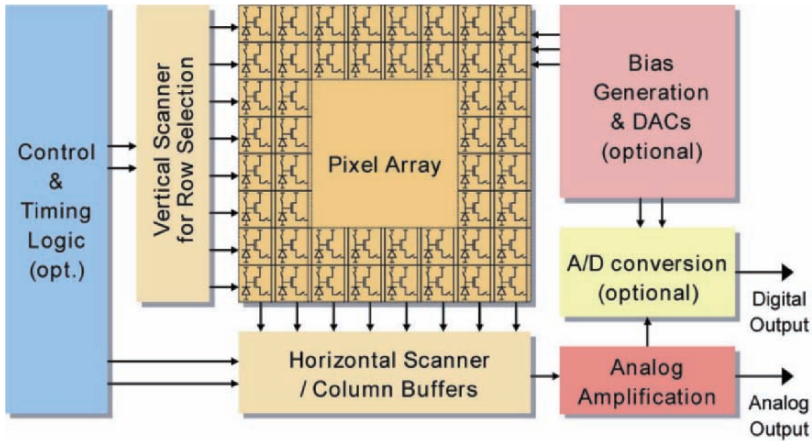 Control
&
Timing
Logic
(opt.)
Vertical Scanner
for Row Selection
Pixel Array
Bias
Generation
& DACs
(optional)
A/D conversion
(optional)
Digital
Output
Horizontal Scanner
/ Column Buffers
Analog
Amplification
Analog
Output